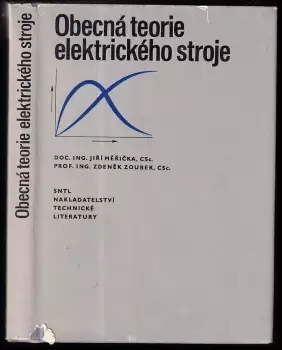 Obecná teorie elektrického stroje
Obecná teorie
elektrického stroje
DOC. ING. JIŘÍ MĚŘIČKA, CSc.
PROF. ING. ZDENĚK ZOUBEK, CSc.
SNTL
NAKLADATELSTVÍ
TECHNICKÉ
LITERATURY